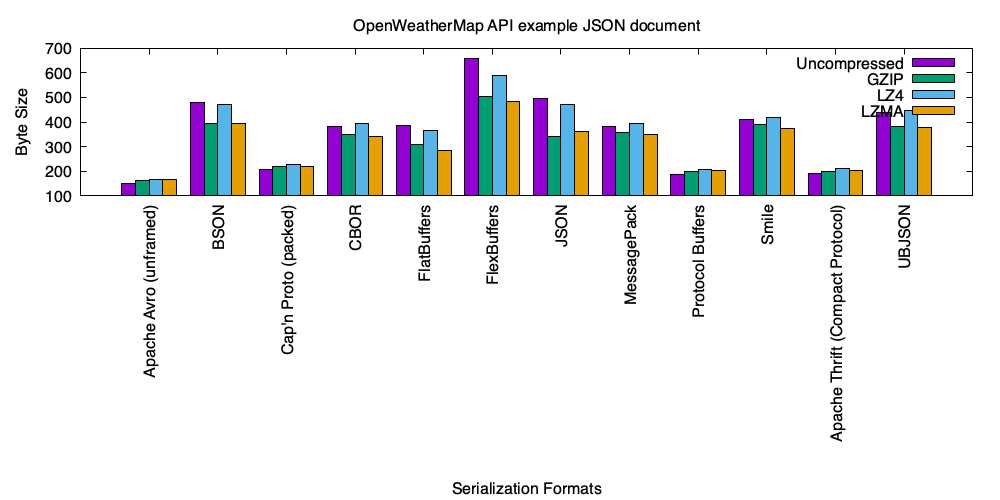 OpenWeatherMap API example JSON document
700
600
500
400
300
200
100
Byte Size
Uncompressed
GZIP
LZ4
LZMA
Apache Avro (unframed)
BSON
Cap'n Proto (packed)
CBOR
FlatBuffers
FlexBuffers
JSON
MessagePack
Protocol Buffers
Smile
Apache Thrift (Compact Protocol)
UBJSON
Serialization Formats